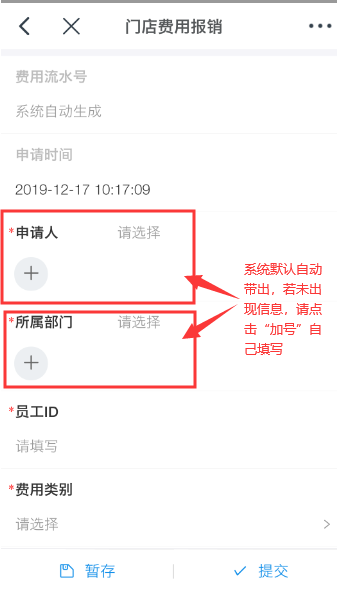 门店费用报销
费用流水号
系统自动生成
申请时间
2019-12-17 10:17:09
*申请人 请选择
*所属部门 请选择
系统默认自动
带出，若未出
现信息，请点
击“加号”自
己填写
*员工ID
请填写
*费用类别
请选择
暂存 提交